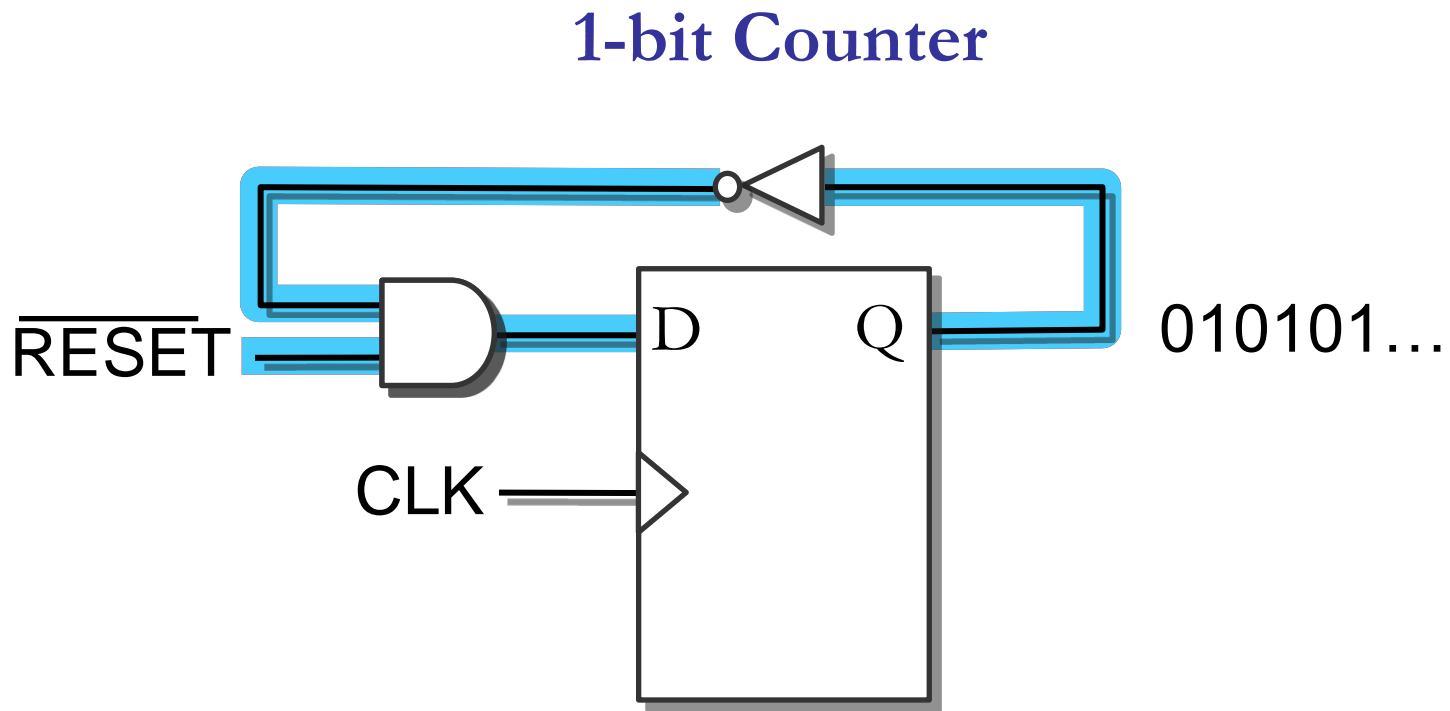 1-bit Counter
D
Q
010101...
RESET
CLK